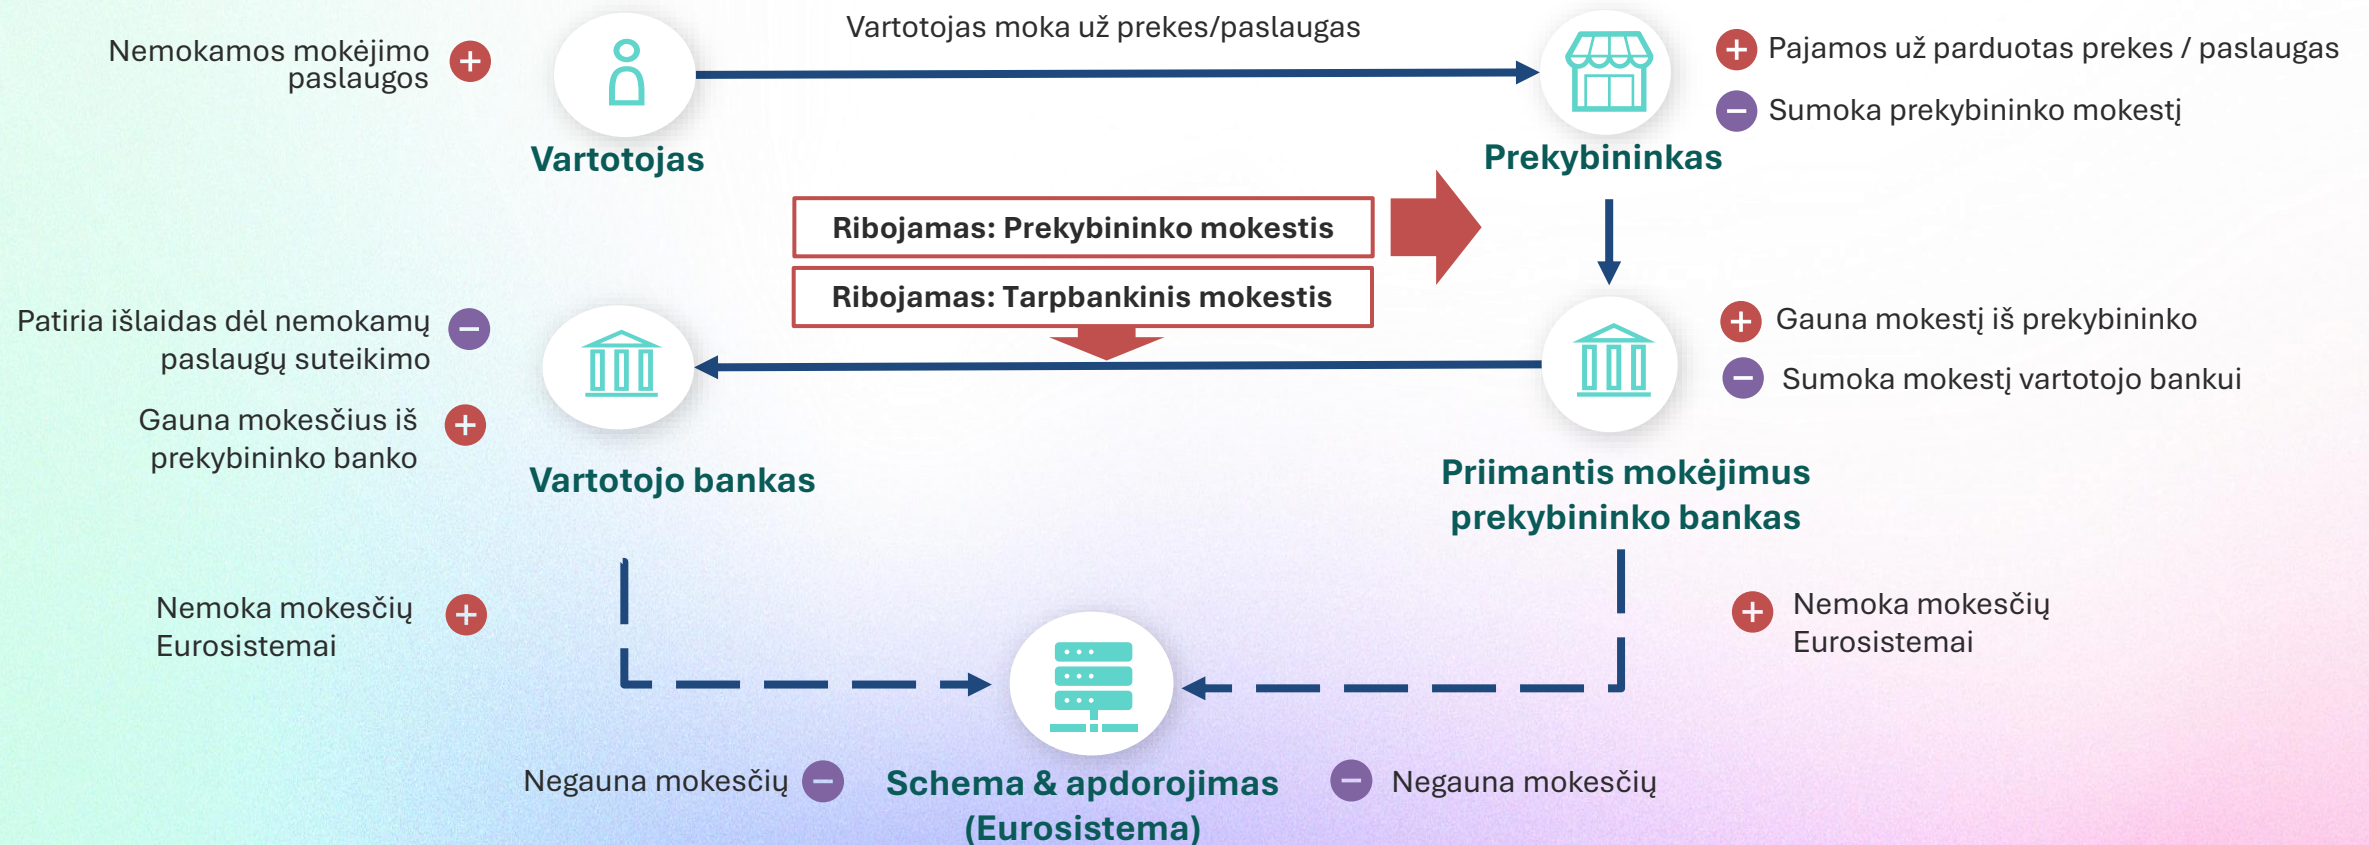 Vartotojas moka už prekes/paslaugas
Nemokamos mokėjimo
paslaugos
Vartotojas
Pajamos už parduotas prekes / paslaugas
Sumoka prekybininko mokestį
Prekybininkas
Ribojamas: Prekybininko mokestis
Ribojamas: Tarpbankinis mokestis
Patiria išlaidas dėl nemokamų
paslaugų suteikimo
Gauna mokesčius iš
prekybininko banko
Vartotojo bankas
Gauna mokestį iš prekybininko
Sumoka mokestį vartotojo bankui
Priimantis mokėjimus
prekybininko bankas
Nemoka mokesčių
Eurosistemai
Nemoka mokesčių
Eurosistemai
Negauna mokesčių
Schema & apdorojimas
(Eurosistema)
Negauna mokesčių